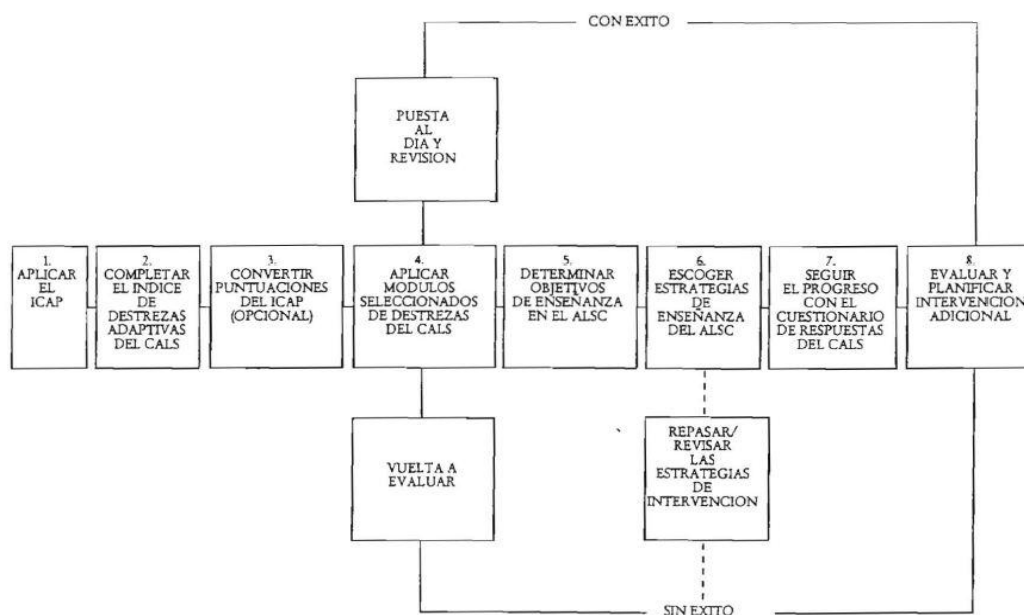 CON EXITO
PUESTA
AL
DIA Y
REVISION
1.
APLICAR
EL
ICAP
2.
COMPLETAR
EL INDICE
DE
DESTREZAS
ADAPTIVAS
DEL CALS
3.
CONVERTIR
PUNTUACIONES
DEL ICAP
(OPCIONAL)
4.
APLICAR
MODULOS
SELECCIONADOS
DE DESTREZAS
DEL CALS
5.
DETERMINAR
OBJETIVOS
DE ENSEÑANZA
EN EL ALSC
6.
ESCOGER
ESTRATEGIAS
DE
ENSEÑANZA
DEL ALSC
7.
SEGUIR
EL PROGRESO
CON EL
CUESTIONARIO
DE RESPUESTAS
DEL CALS
8.
EVALUAR Y
PLANIFICAR
INTERVENCION
ADICIONAL
VUELTA A
EVALUAR
REPASAR/
REVISAR
LAS
ESTRATEGIAS
DE
INTERVENCION
SIN EXITO